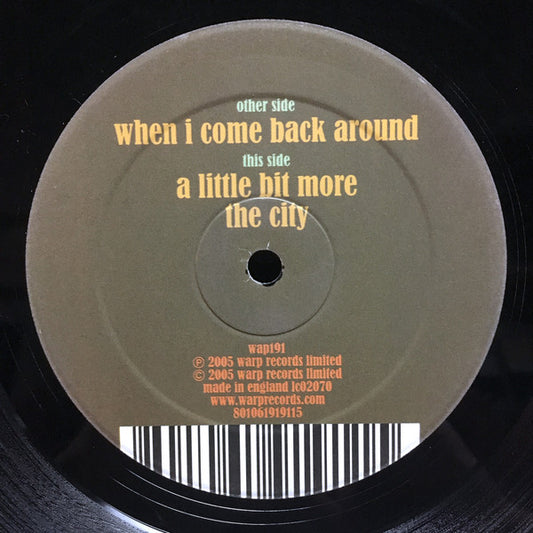 other side
when i come back around
this side
a little bit more
the city
wap191
℗ 2005 warp records limited
© 2005 warp records limited
made in england lc02070
www.warprecords.com
801061919115